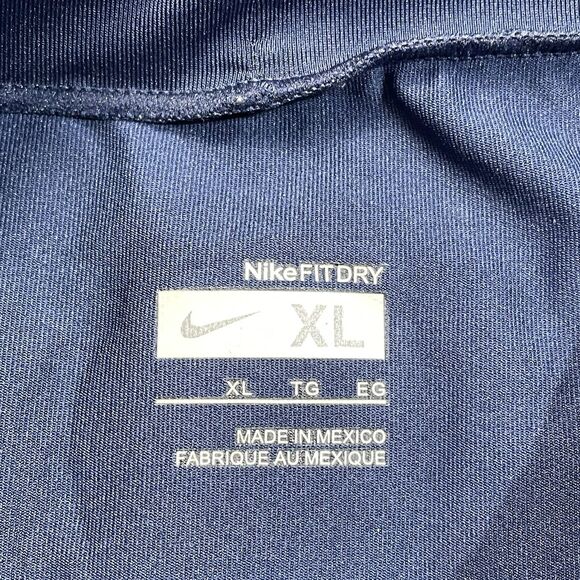 NikeFITDRY
XL
XL TG EG
MADE IN MEXICO
FABRIQUE AU MEXIQUE